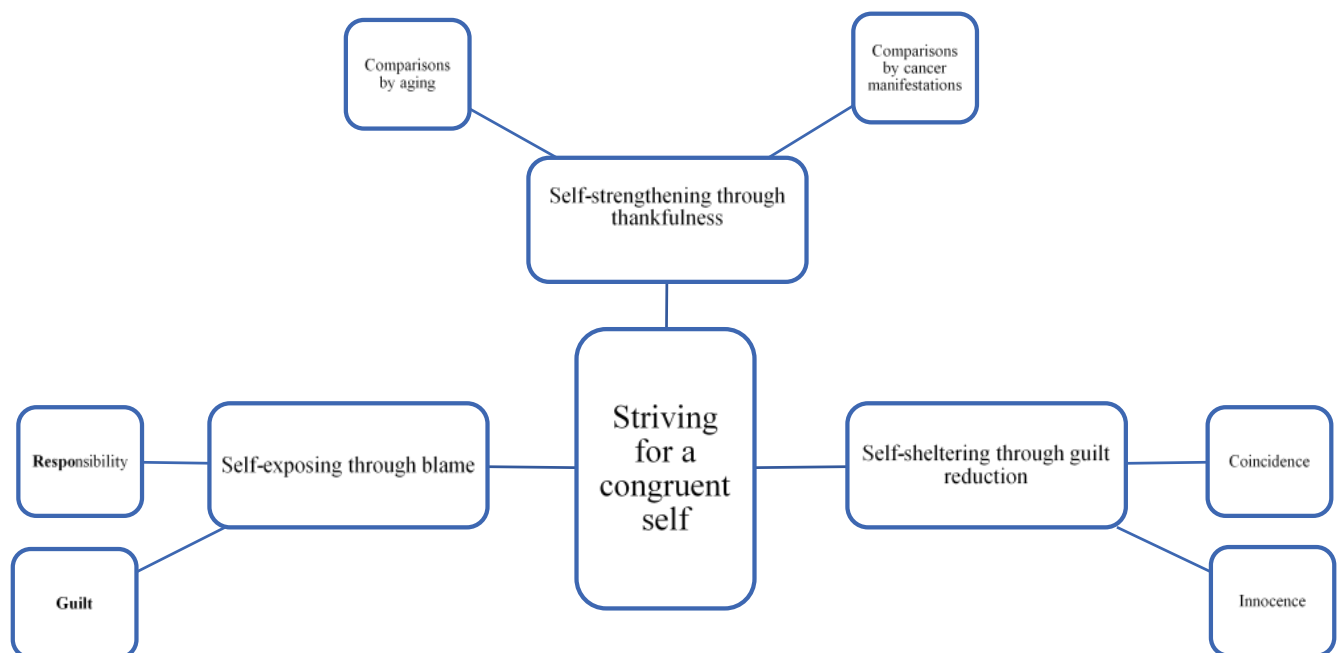 Comparisons
by aging
Comparisons
by cancer
manifestations
Self-strengthening through
thankfulness
Striving
for a
congruent
self
Responsibility
Self-exposing through blame
Guilt
Self-sheltering through guilt
reduction
Coincidence
Innocence